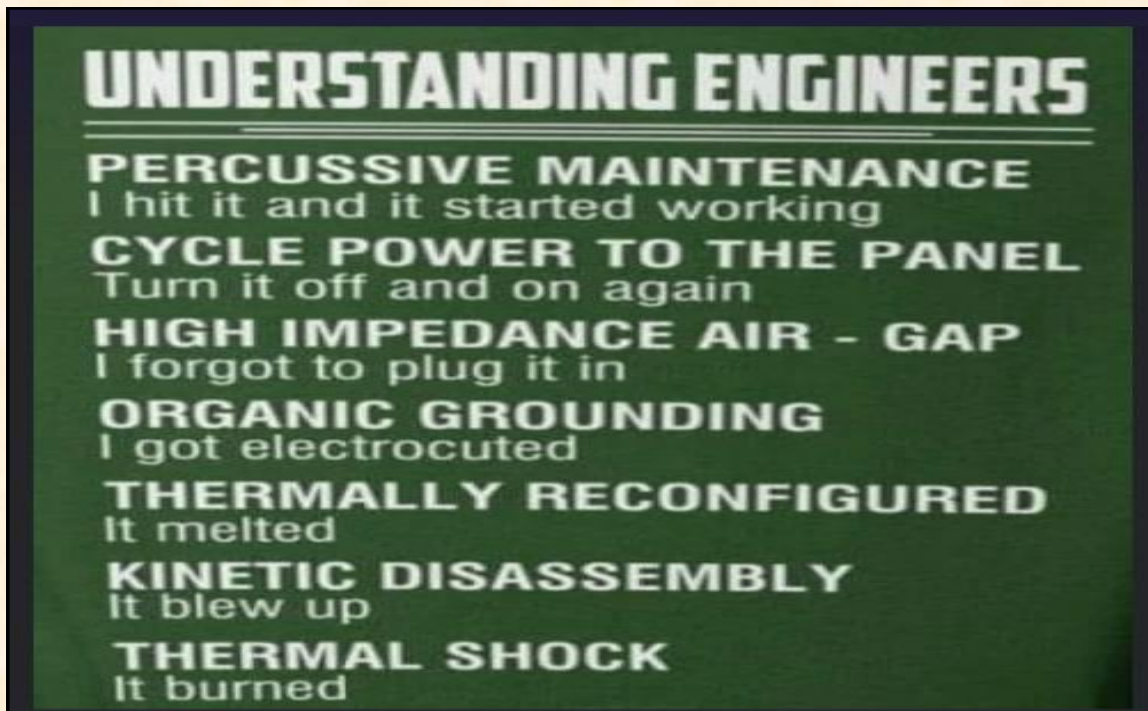 UNDERSTANDING ENGINEERS
PERCUSSIVE MAINTENANCE
I hit it and it started working
CYCLE POWER TO THE PANEL
Turn it off and on again
HIGH IMPEDANCE AIR - GAP
I forgot to plug it in
ORGANIC GROUNDING
I got electrocuted
THERMALLY RECONFIGURED
It melted
KINETIC DISASSEMBLY
It blew up
THERMAL SHOCK
It burned